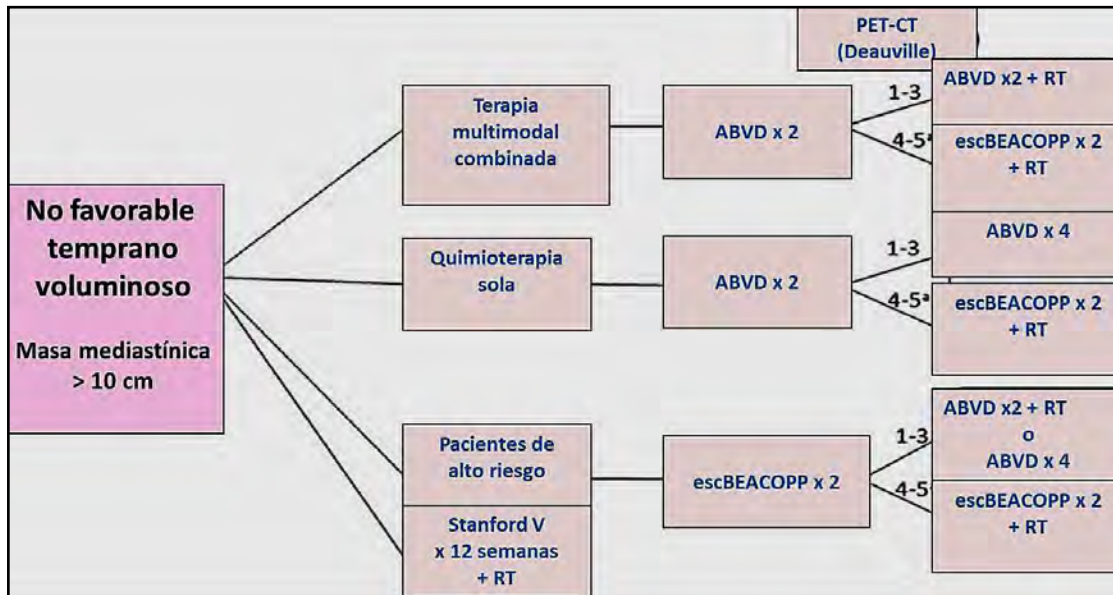 PET-CT
(Deauville)
No favorable
temprano
voluminoso
Masa mediastínica
> 10 cm
Terapia
multimodal
combinada
ABVD x 2
1-3
ABVD x2 + RT
4-5ª
escBEACOPP x 2
+ RT
Quimioterapia
sola
ABVD x 2
1-3
ABVD x 4
4-5ª
escBEACOPP x 2
+ RT
Pacientes de
alto riesgo
escBEACOPP x 2
1-3
ABVD x2 + RT
o
ABVD x 4
4-5
escBEACOPP x 2
+ RT
Stanford V
x 12 semanas
+ RT